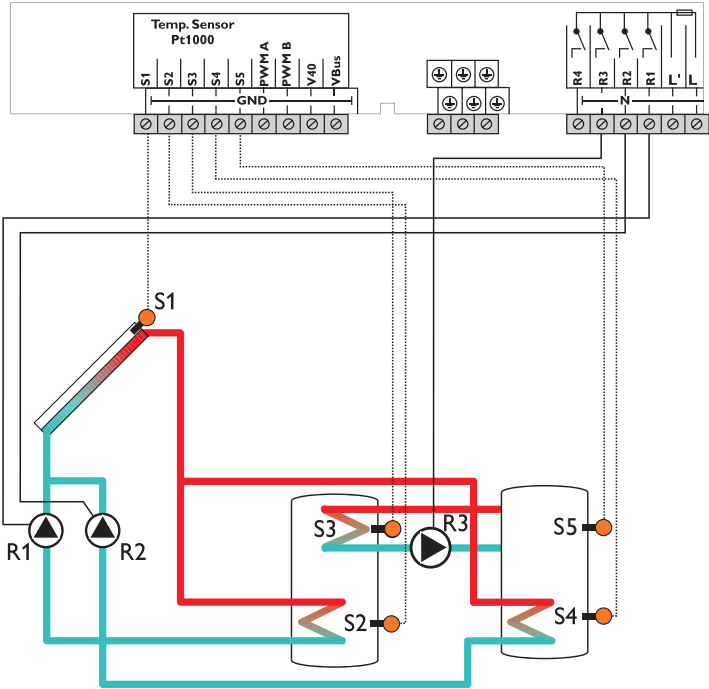 Temp. Sensor
Pt1000
S1
S2
S3
S4
S5
PWM A
PWM B
V40
VBus
GND
R4
R3
R2
R1
L'
L
N
S1
S3
R3
S5
R1
R2
S2
S4